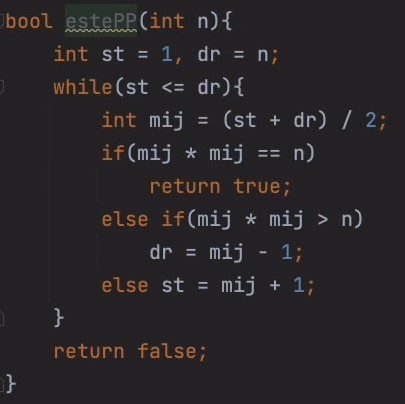 bool estePP(int n){
    int st = 1, dr = n;
    while(st <= dr){
        int mij = (st + dr) / 2;
        if(mij * mij == n)
            return true;
        else if(mij * mij > n)
            dr = mij - 1;
        else st = mij + 1;
    }
    return false;
}